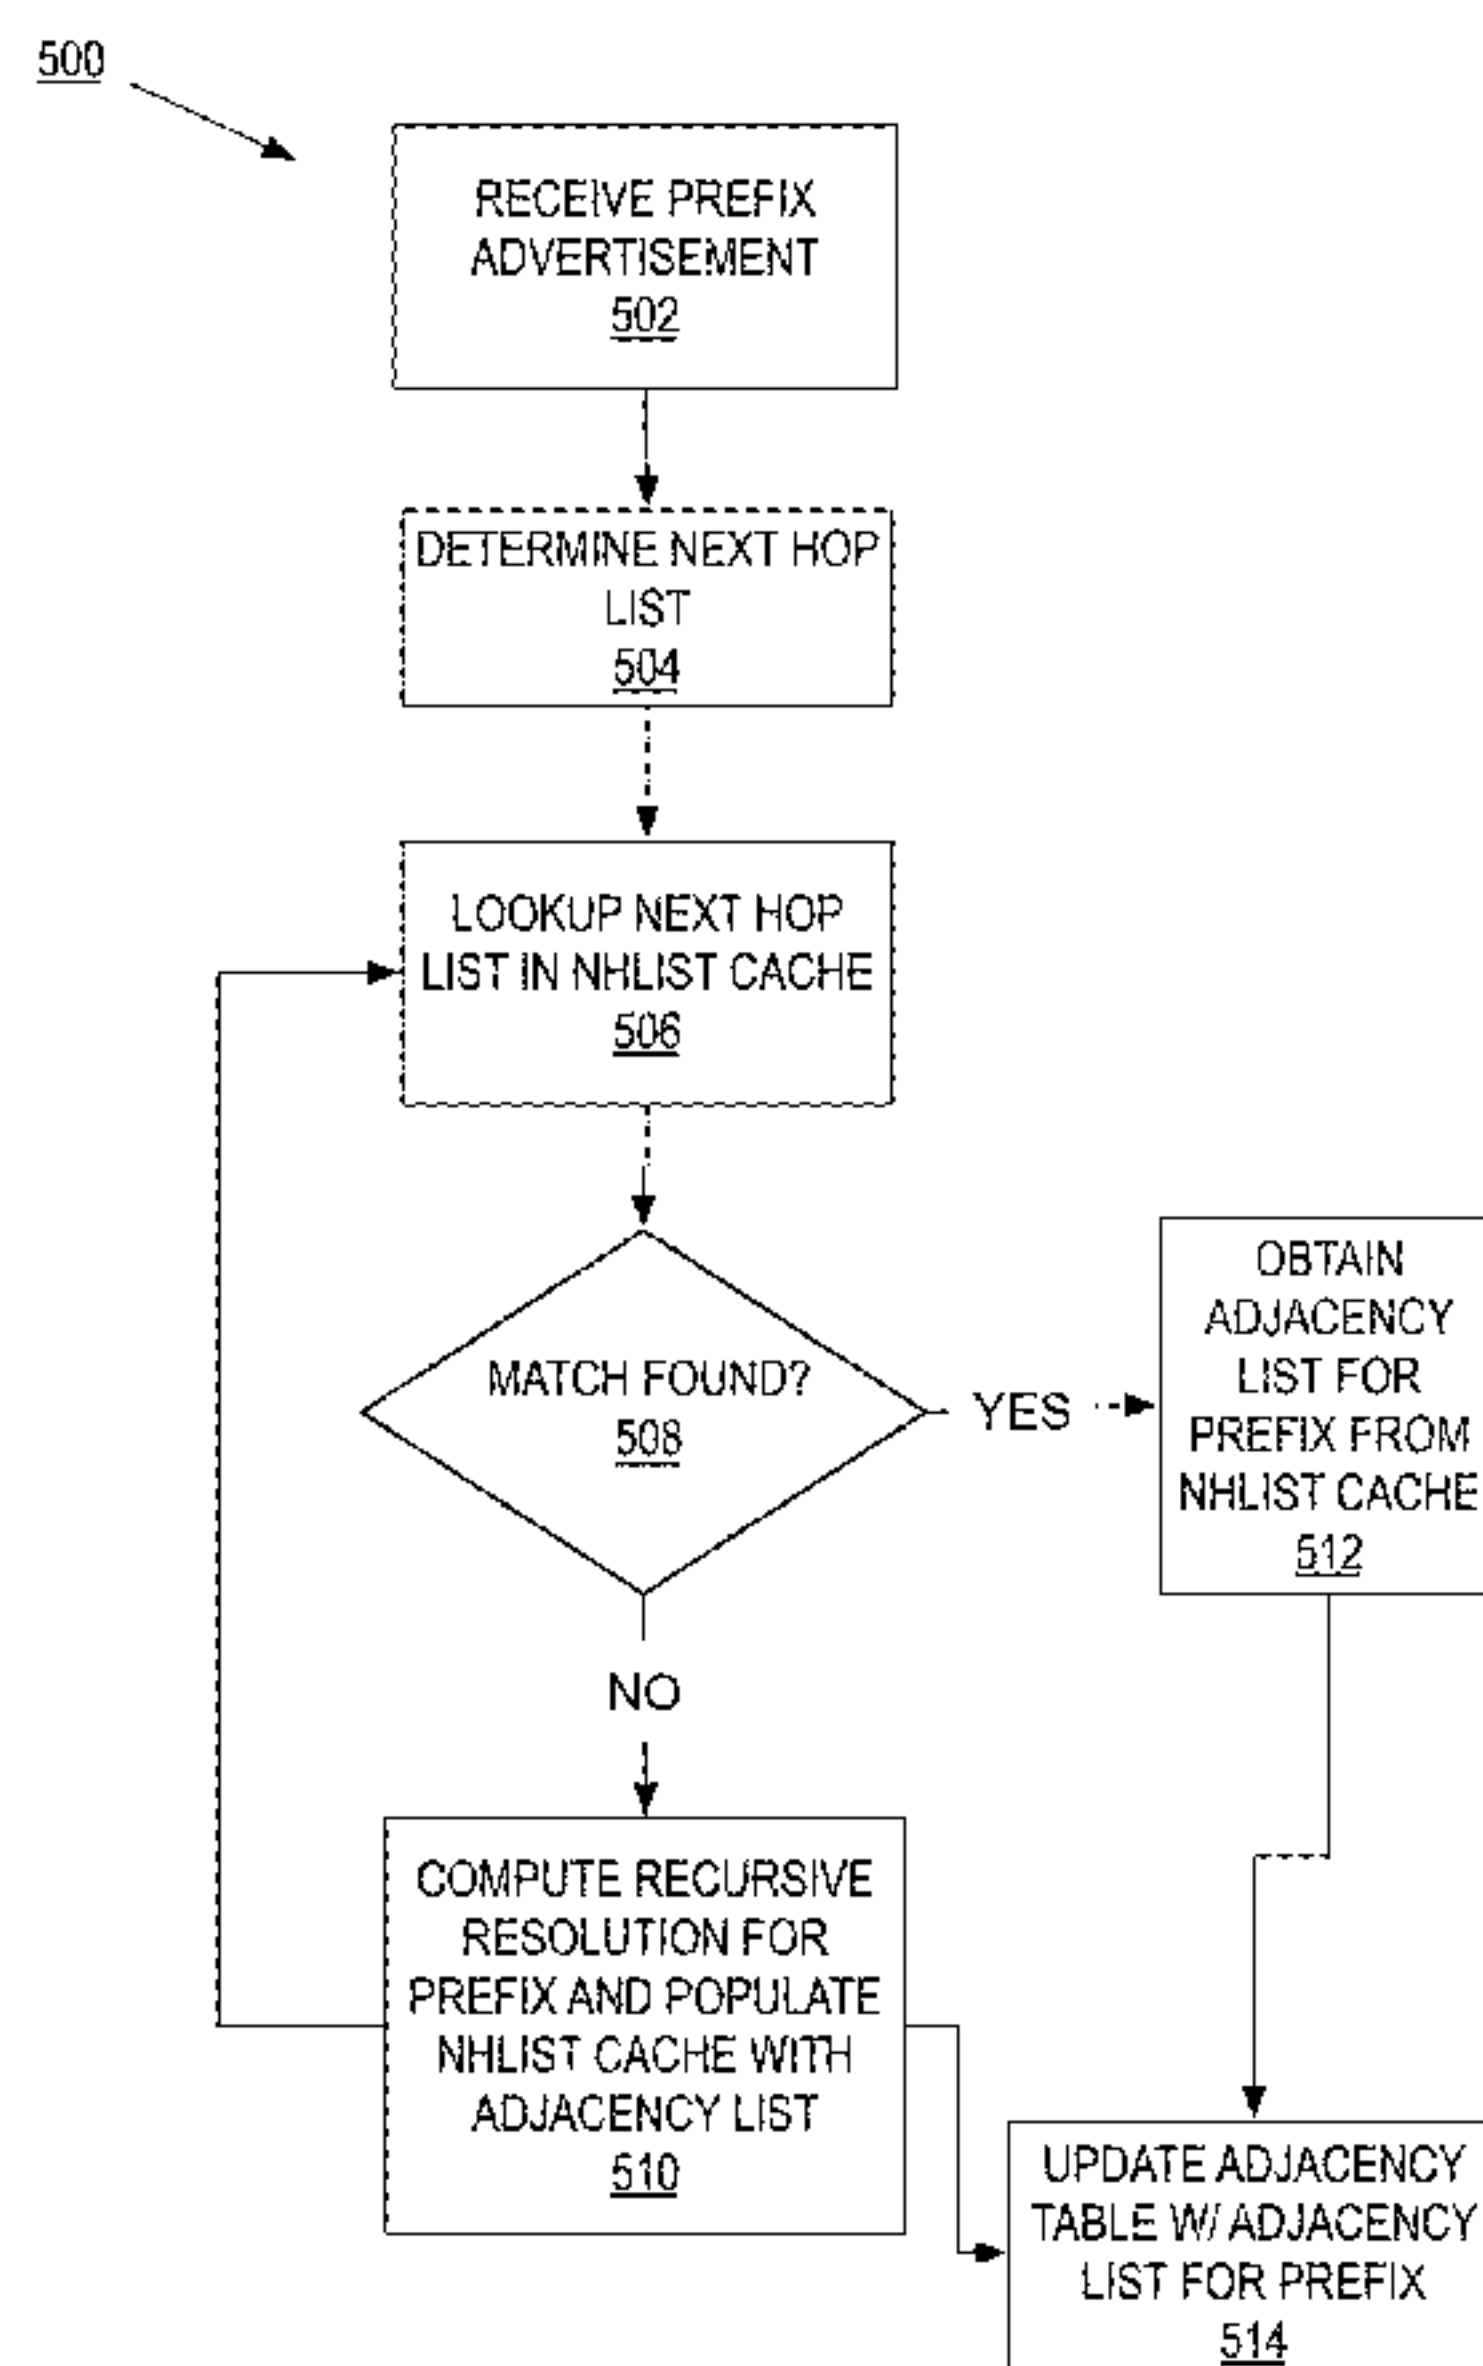 500
RECEIVE PREFIX
ADVERTISEMENT
502
DETERMINE NEXT HOP
LIST
504
LOOKUP NEXT HOP
LIST IN NHLIST CACHE
506
MATCH FOUND?
508
YES
OBTAIN
ADJACENCY
LIST FOR
PREFIX FROM
NHLIST CACHE
512
NO
COMPUTE RECURSIVE
RESOLUTION FOR
PREFIX AND POPULATE
NHLIST CACHE WITH
ADJACENCY LIST
510
UPDATE ADJACENCY
TABLE W/ ADJACENCY
LIST FOR PREFIX
514